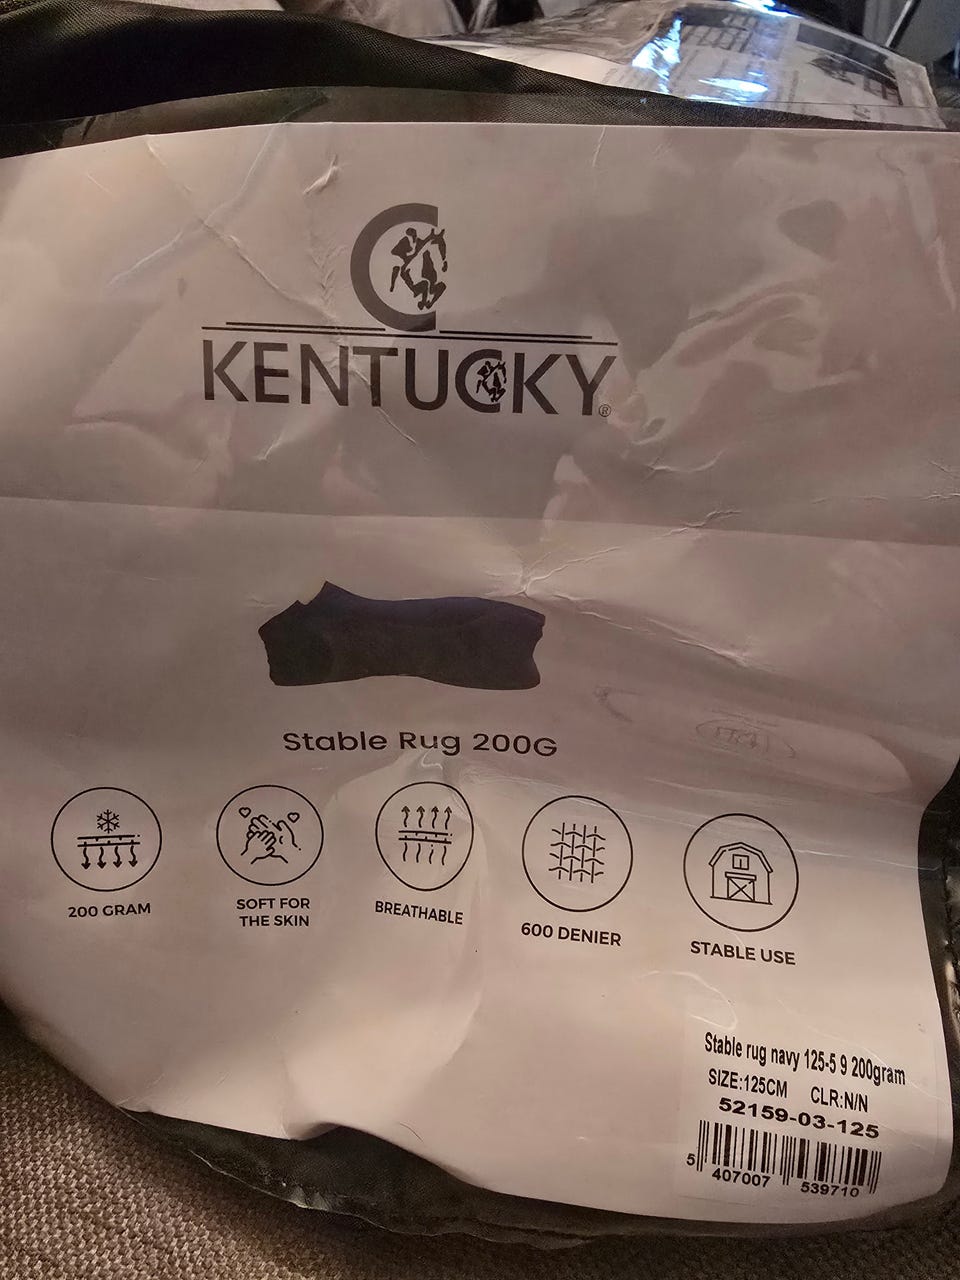 KENTUCKY®
Stable Rug 200G
200 GRAM
SOFT FOR
THE SKIN
BREATHABLE
600 DENIER
STABLE USE
Stable rug navy 125-5 9 200gram
SIZE:125CM CLR:N/N
52159-03-125
5 407007 539710